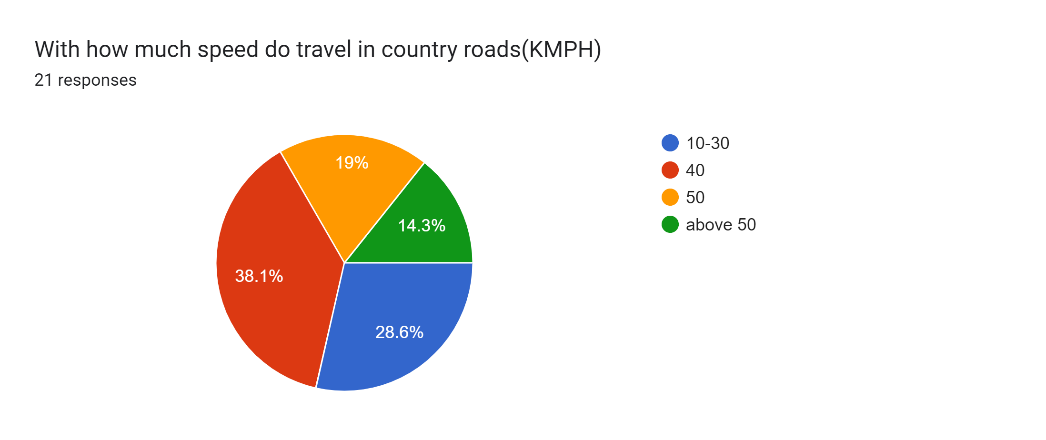 With how much speed do travel in country roads(KMPH)
21 responses
10-30
40
50
above 50
19%
14.3%
38.1%
28.6%